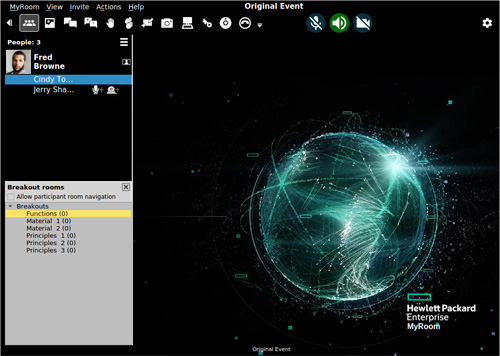 MyRoom View Invite Actions Help
Original Event
People: 3
Fred
Browne
Cindy To...
Jerry Sha...
Breakout rooms
Allow participant room navigation
Breakouts
Functions (0)
Material 1 (0)
Material 2 (0)
Principles 1 (0)
Principles 2 (0)
Principles 3 (0)
Hewlett Packard
Enterprise
MyRoom
Original Event